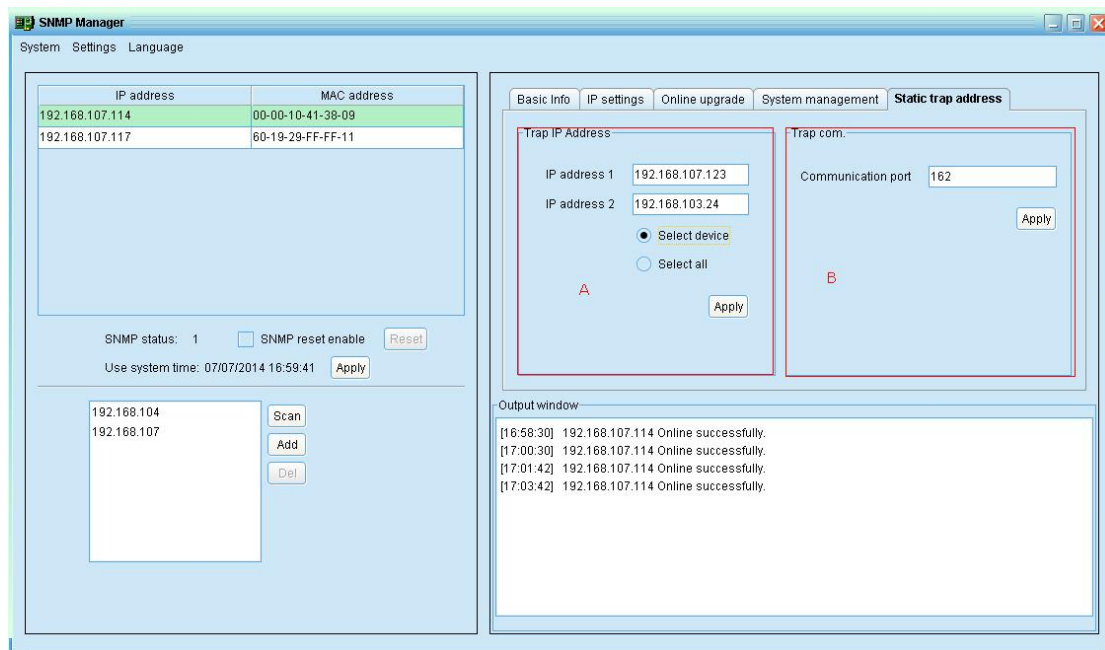 SNMP Manager
System Settings Language
IP address MAC address
192.168.107.114 00-00-10-41-38-09
192.168.107.117 60-19-29-FF-FF-11
SNMP status: 1 SNMP reset enable Reset
Use system time: 07/07/2014 16:59:41 Apply
192.168.104
192.168.107
Scan
Add
Del
Basic Info IP settings Online upgrade System management Static trap address
Trap IP Address
IP address 1 192.168.107.123
IP address 2 192.168.103.24
Select device
Select all
A
Apply
Trap com.
Communication port 162
Apply
B
Output window
[16:58:30] 192.168.107.114 Online successfully.
[17:00:30] 192.168.107.114 Online successfully.
[17:01:42] 192.168.107.114 Online successfully.
[17:03:42] 192.168.107.114 Online successfully.